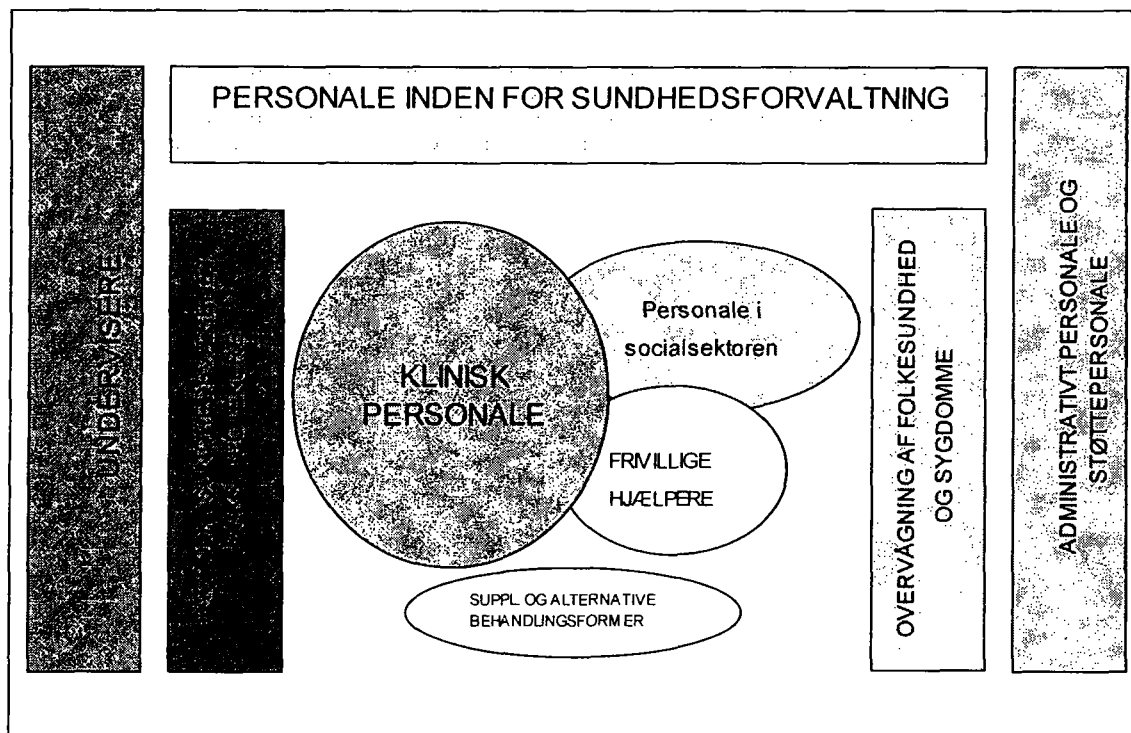 PERSONALE INDEN FOR SUNDHEDSFORVALTNING
UNDERVISERE
KLINISK
PERSONALE
Personale i
socialsektoren
FRIVILLIGE
HJÆLPERE
SUPPL. OG ALTERNATIVE
BEHANDLINGSFORMER
OVERVÅGNING AF FOLKESUNDHED
OG SYGDOMME
ADMINISTRATIVT PERSONALE OG
STØTTEPERSONALE